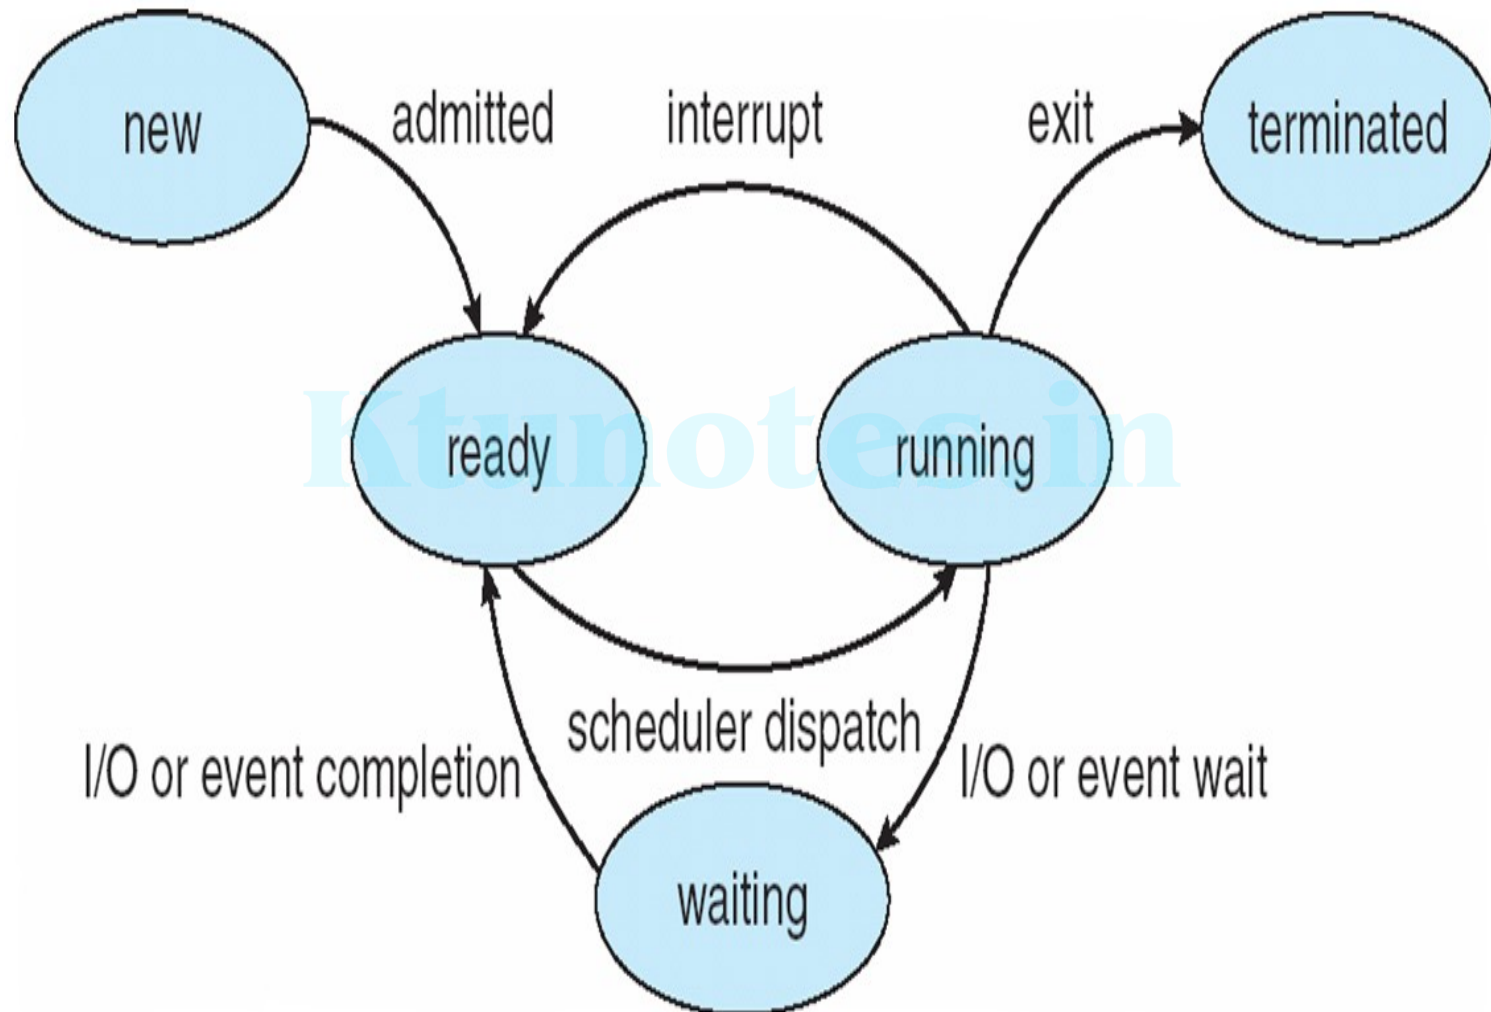 new
admitted
interrupt
exit
terminated
Ktunotes.in
ready
running
scheduler dispatch
I/O or event completion
I/O or event wait
waiting